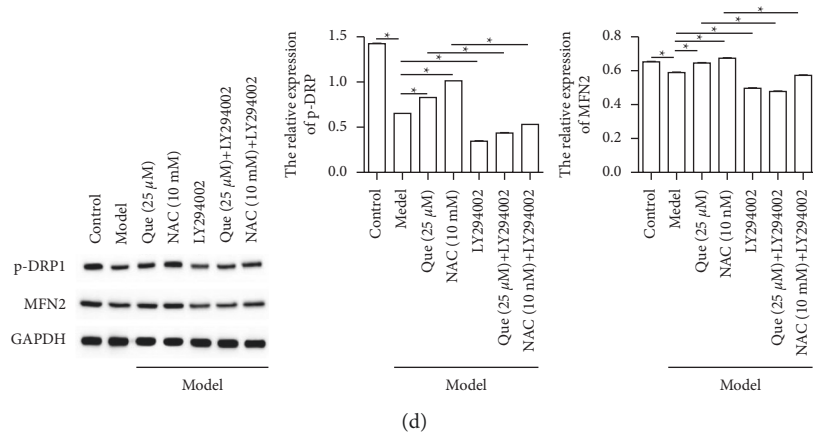 Control
Model
Que (25 µM)
NAC (10 mM)
LY294002
Que (25 µM)+LY294002
NAC (10 mM)+LY294002
p-DRP1
MFN2
GAPDH
Model
The relative expression
of p-DRP
1.5
1.0
0.5
0.0
* * * * * *
Control
Medel
Que (25 µM)
NAC (10 mM)
LY294002
Que (25 µM)+LY294002
NAC (10 mM)+LY294002
Model
The relative expression
of MFN2
0.8
0.6
0.4
0.2
0.0
* * * * * *
Control
Medel
Que (25 µM)
NAC (10 nM)
LY294002
Que (25 µM)+LY294002
NAC (10 mM)+LY294002
Model
(d)